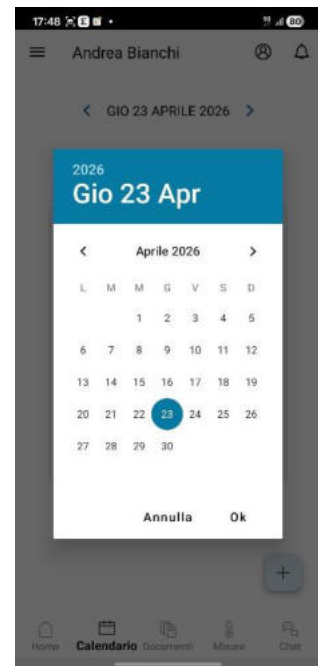 17:48 80
Andrea Bianchi
< GIO 23 APRILE 2026 >
2026
Gio 23 Apr
< Aprile 2026 >
L M M G V S D
1 2 3 4 5
6 7 8 9 10 11 12
13 14 15 16 17 18 19
20 21 22 23 24 25 26
27 28 29 30
Annulla Ok
+
Home Calendario Documenti Misure Chat